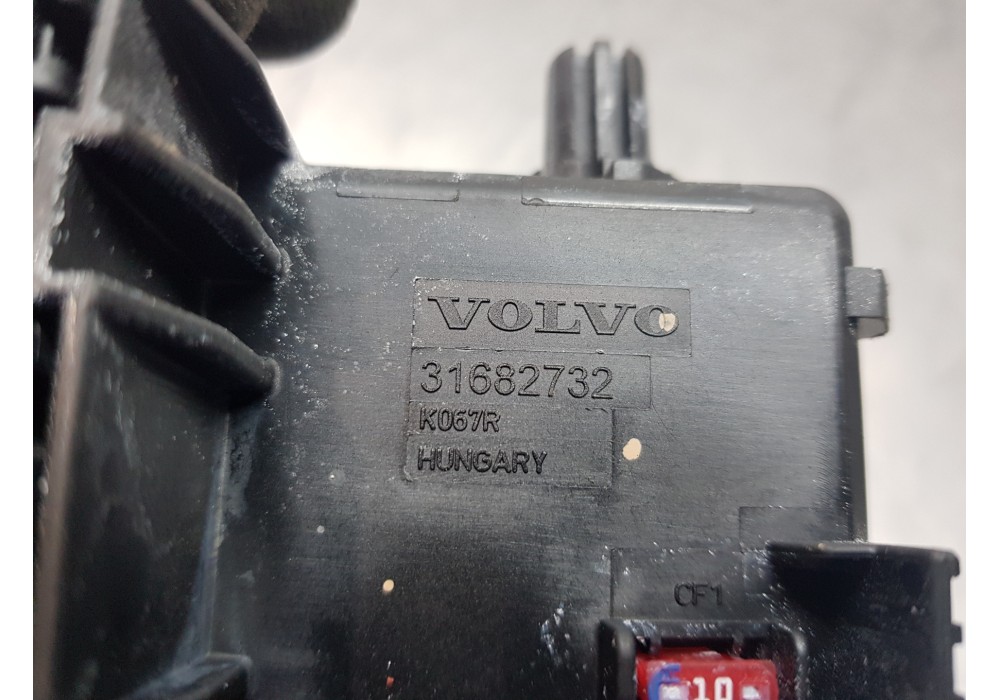 VOLVO
31682732
K067R
HUNGARY
CF1
10